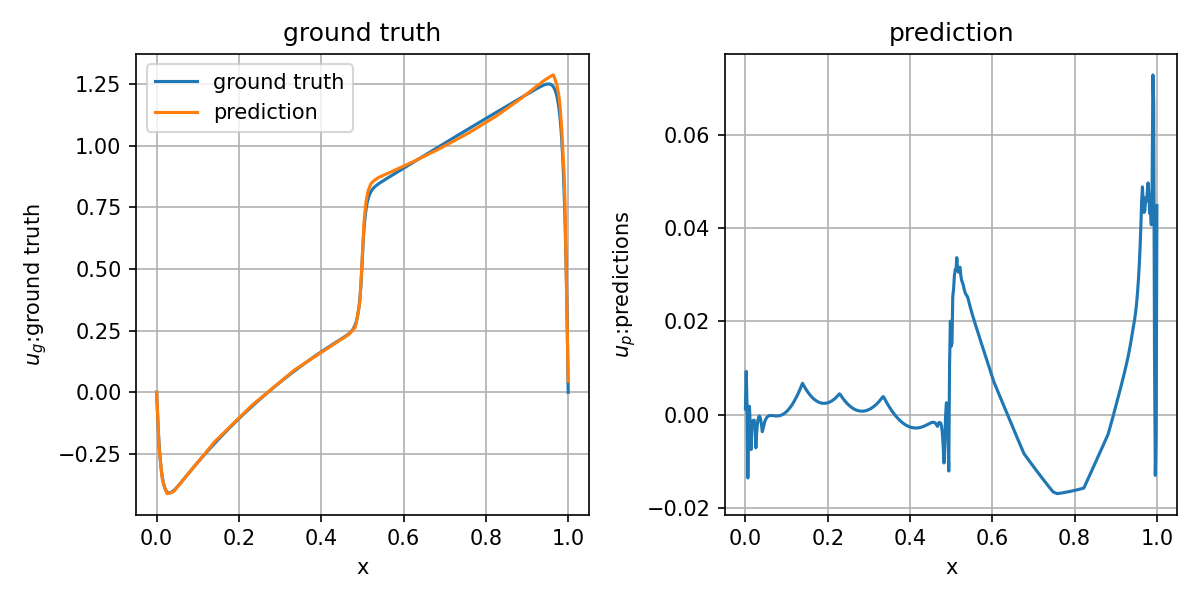 ground truth
ground truth
prediction
u_g:ground truth
1.25
1.00
0.75
0.50
0.25
0.00
−0.25
0.0 0.2 0.4 0.6 0.8 1.0
x
prediction
u_p:predictions
0.06
0.04
0.02
0.00
−0.02
0.0 0.2 0.4 0.6 0.8 1.0
x